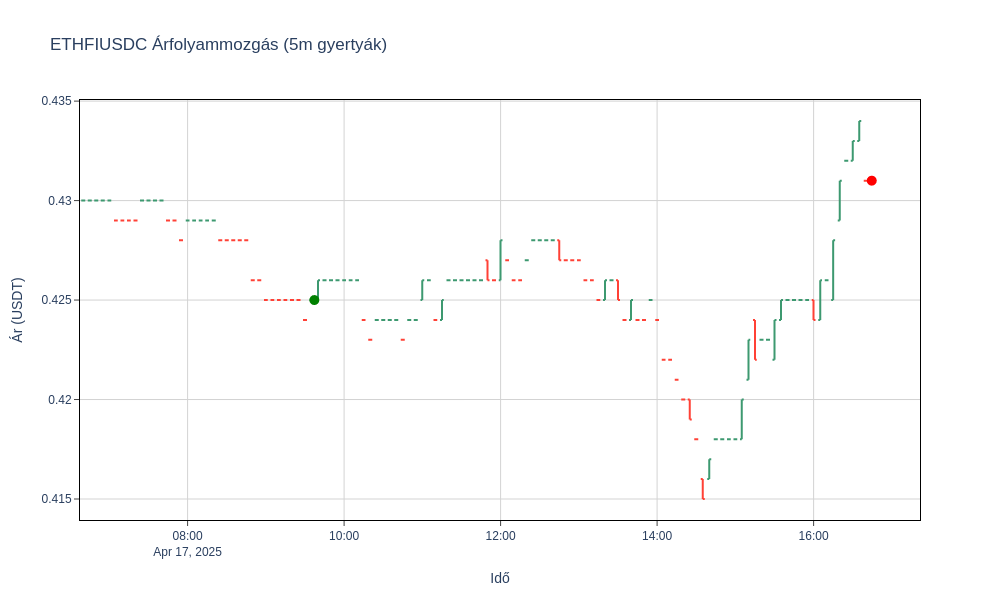 ETHFIUSDC Árfolyammozgás (5m gyertyák)
0.435
0.43
0.425
0.42
0.415
Ár (USDT)
08:00
10:00
12:00
14:00
16:00
Apr 17, 2025
Idő